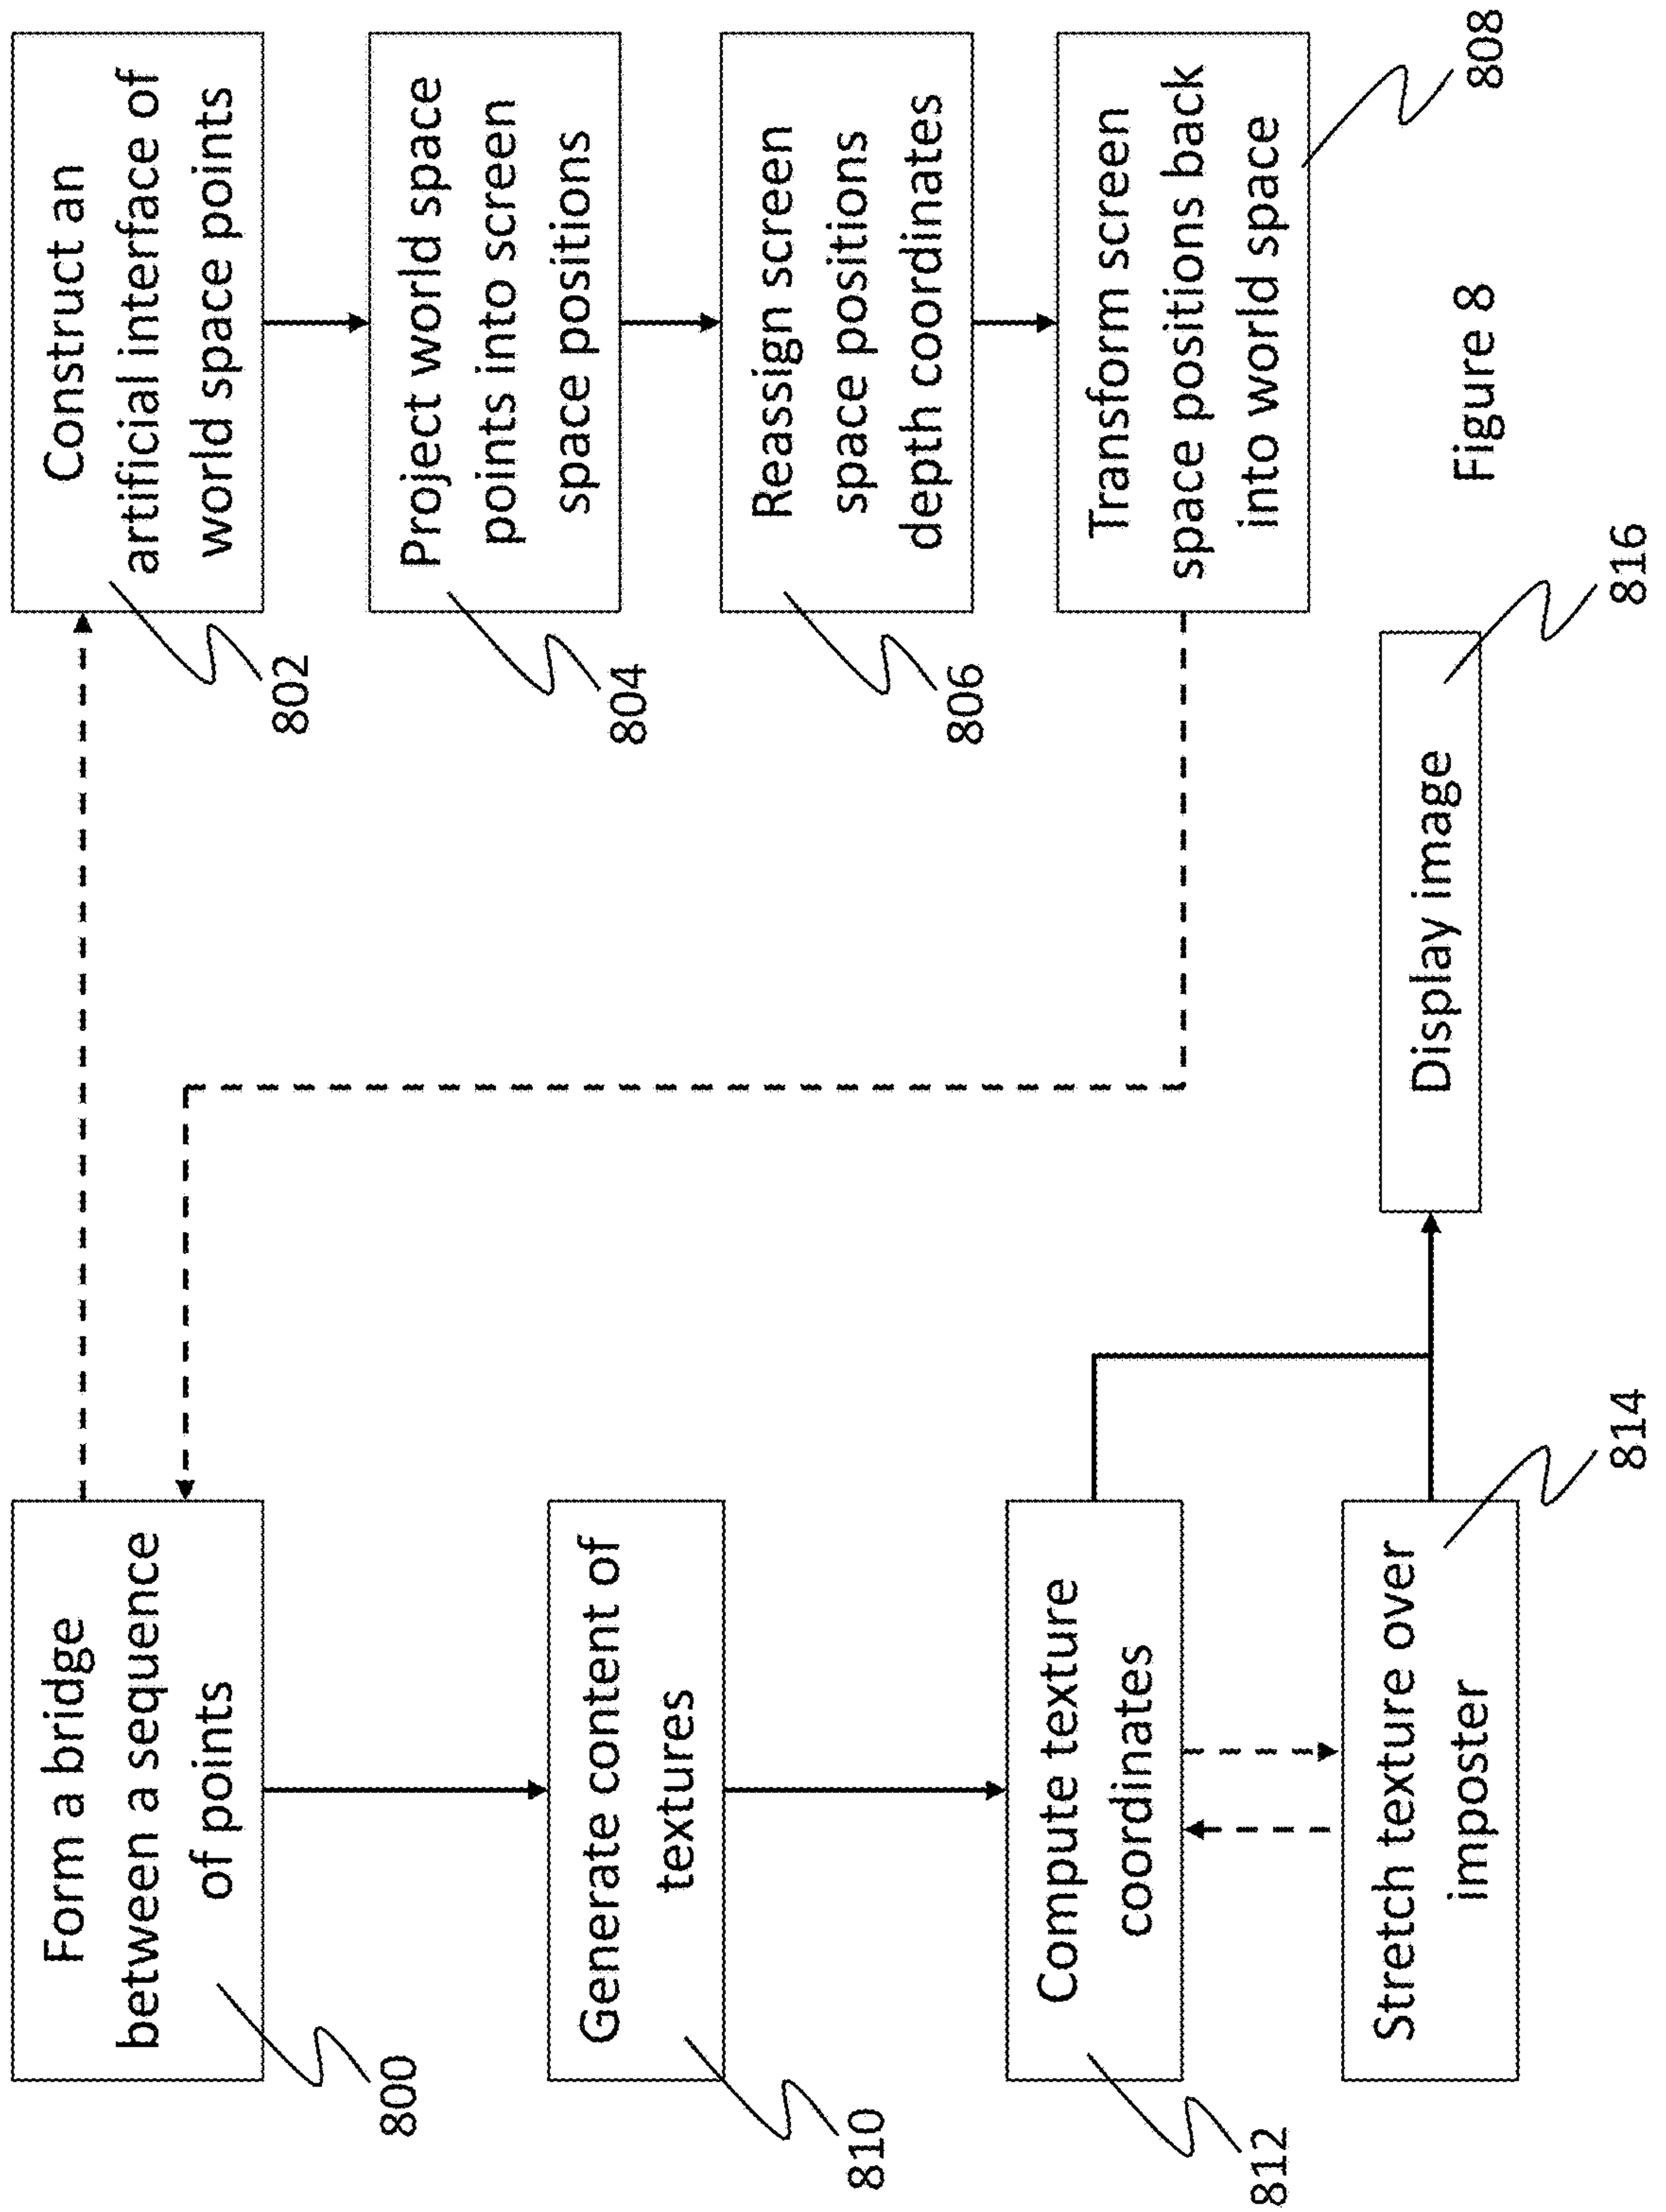 Form a bridge
between a sequence
of points
800
Construct an
artificial interface of
world space points
802
Project world space
points into screen
space positions
804
Reassign screen
space positions
depth coordinates
806
Transform screen
space positions back
into world space
808
Generate content of
textures
810
Compute texture
coordinates
812
Stretch texture over
imposter
814
Display image
816
Figure 8